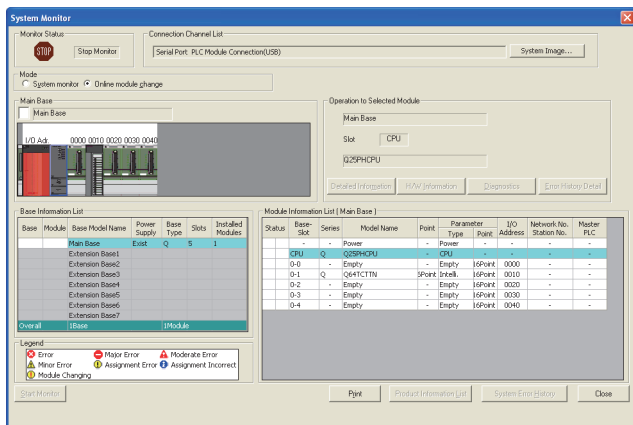 System Monitor
Monitor Status
STOP
Stop Monitor
Connection Channel List
Serial Port PLC Module Connection(USB)
System Image...
Mode
System monitor Online module change
Main Base
Main Base
I/O Adr. 0000 0010 0020 0030 0040
Operation to Selected Module
Main Base
Slot CPU
Q25PHCPU
Detailed Information H/W Information Diagnostics Error History Detail
Base Information List
Base Module Base Model Name Power Supply Base Type Slots Installed Modules
Main Base Exist Q 5 1
Extension Base1
Extension Base2
Extension Base3
Extension Base4
Extension Base5
Extension Base6
Extension Base7
Overall 1Base 1Module
Module Information List ( Main Base )
Status Base-Slot Series Model Name Point Parameter Type Point I/O Address Network No. Station No. Master PLC
- - Power - Power - - - -
CPU Q Q25PHCPU - CPU - - - -
0-0 - Empty - Empty 16Point 0000 - -
0-1 Q Q64TCTTN 5Point Intelli. 16Point 0010 - -
0-2 - Empty - Empty 16Point 0020 - -
0-3 - Empty - Empty 16Point 0030 - -
0-4 - Empty - Empty 16Point 0040 - -
Legend
Error Major Error Moderate Error
Minor Error Assignment Error Assignment Incorrect
Module Changing
Start Monitor Print Product Information List System Error History Close